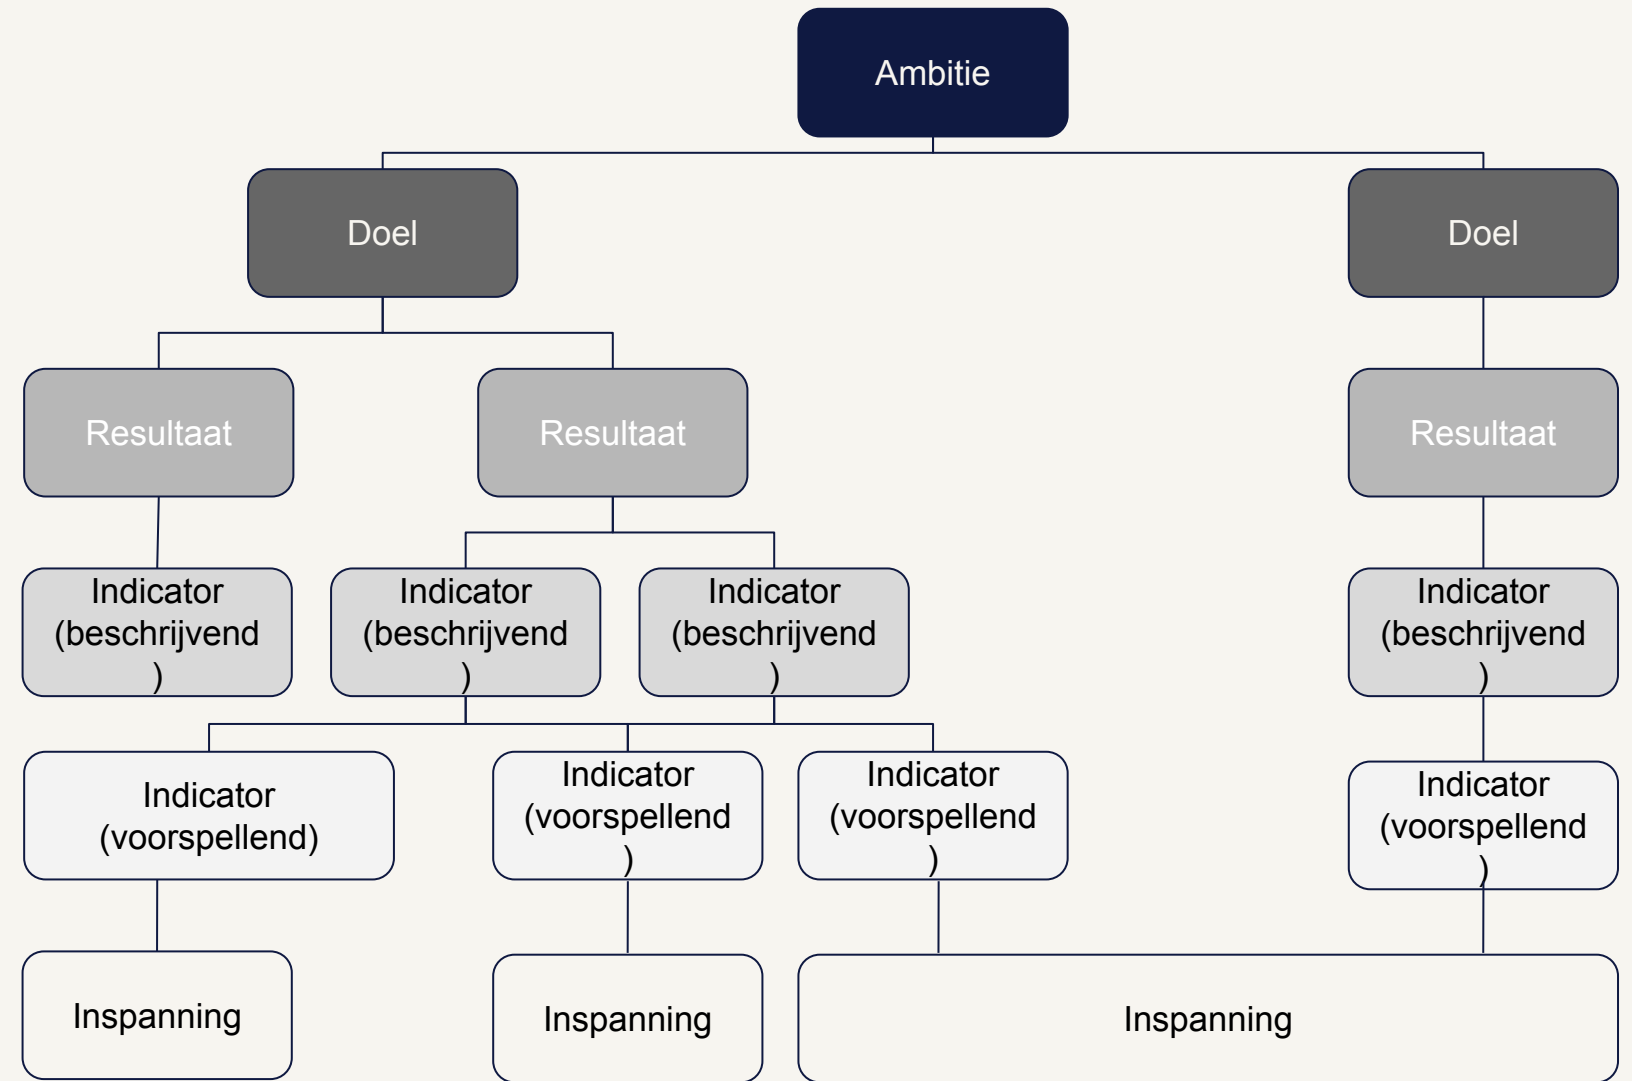 Ambitie
Doel
Doel
Resultaat
Resultaat
Resultaat
Indicator
(beschrijvend
)
Indicator
(beschrijvend
)
Indicator
(beschrijvend
)
Indicator
(beschrijvend
)
Indicator
(voorspellend)
Indicator
(voorspellend
)
Indicator
(voorspellend
)
Indicator
(voorspellend
)
Inspanning
Inspanning
Inspanning